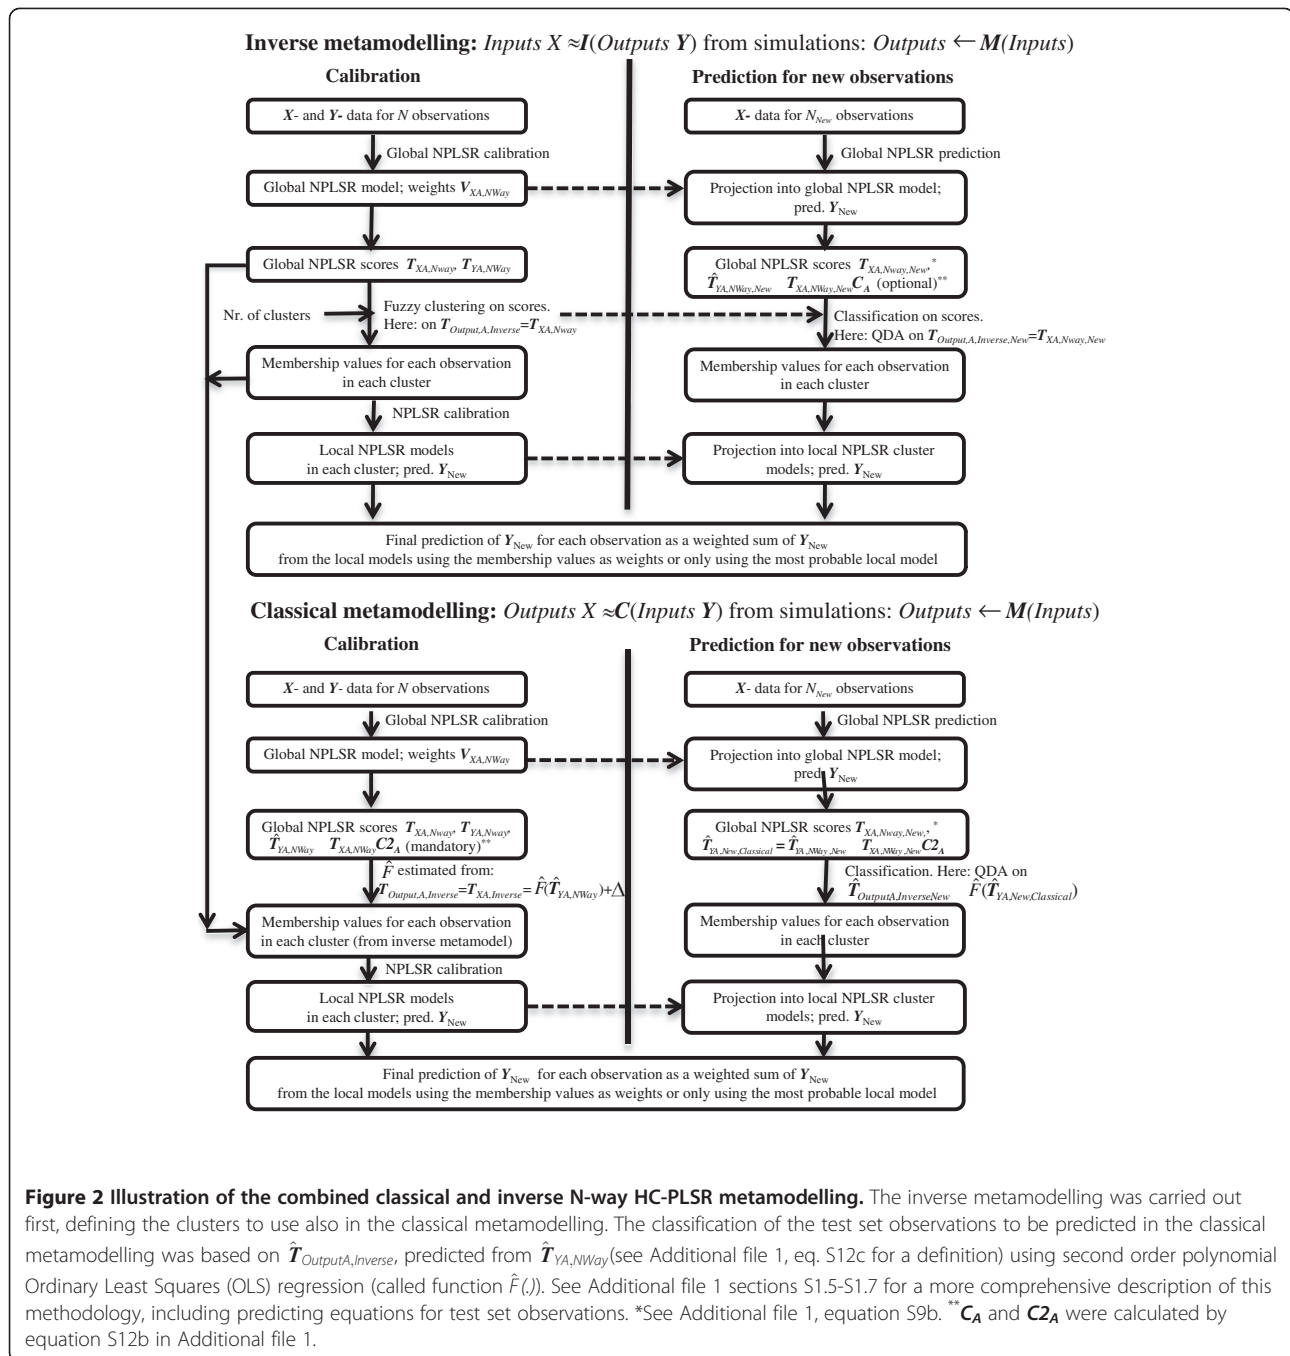 Inverse metamodelling: Inputs X ≈I(Outputs Y) from simulations: Outputs ← M(Inputs)
Calibration
X- and Y- data for N observations
Global NPLSR calibration
Global NPLSR model; weights V_XA,NWay
Global NPLSR scores T_XA,Nway, T_YA,NWay
Nr. of clusters
Fuzzy clustering on scores.
Here: on T_Output,A,Inverse=T_XA,Nway
Membership values for each observation
in each cluster
NPLSR calibration
Local NPLSR models
in each cluster; pred. Y_New
Prediction for new observations
X- data for N_New observations
Global NPLSR prediction
Projection into global NPLSR model;
pred. Y_New
Global NPLSR scores T_XA,Nway,New,*
T̂_YA,NWay,New T_XA,NWay,New C_A (optional)**
Classification on scores.
Here: QDA on T_Output,A,Inverse,New=T_XA,Nway,New
Membership values for each observation
in each cluster
Projection into local NPLSR cluster
models; pred. Y_New
Final prediction of Y_New for each observation as a weighted sum of Y_New
from the local models using the membership values as weights or only using the most probable local model
Classical metamodelling: Outputs X ≈C(Inputs Y) from simulations: Outputs ← M(Inputs)
Calibration
X- and Y- data for N observations
Global NPLSR calibration
Global NPLSR model; weights V_XA,NWay
Global NPLSR scores T_XA,Nway, T_YA,Nway,
T̂_YA,NWay T_XA,NWay C2_A (mandatory)**
F̂ estimated from:
T_Output,A,Inverse=T_XA,Inverse= F̂(T̂_YA,NWay)+Δ
Membership values for each observation
in each cluster (from inverse metamodel)
NPLSR calibration
Local NPLSR models
in each cluster; pred. Y_New
Prediction for new observations
X- data for N_New observations
Global NPLSR prediction
Projection into global NPLSR model;
pred. Y_New
Global NPLSR scores T_XA,Nway,New,,*
T̂_YA,New,Classical = T̂_YA,NWay,New T_XA,NWay,New C2_A
Classification. Here: QDA on
T̂_OutputA,InverseNew F̂(T̂_YA,New,Classical)
Membership values for each observation
in each cluster
Projection into local NPLSR cluster
models; pred. Y_New
Final prediction of Y_New for each observation as a weighted sum of Y_New
from the local models using the membership values as weights or only using the most probable local model
Figure 2 Illustration of the combined classical and inverse N-way HC-PLSR metamodelling. The inverse metamodelling was carried out
first, defining the clusters to use also in the classical metamodelling. The classification of the test set observations to be predicted in the classical
metamodelling was based on T̂_OutputA,Inverse, predicted from T̂_YA,NWay(see Additional file 1, eq. S12c for a definition) using second order polynomial
Ordinary Least Squares (OLS) regression (called function F̂(.)). See Additional file 1 sections S1.5-S1.7 for a more comprehensive description of this
methodology, including predicting equations for test set observations. *See Additional file 1, equation S9b. **C_A and C2_A were calculated by
equation S12b in Additional file 1.